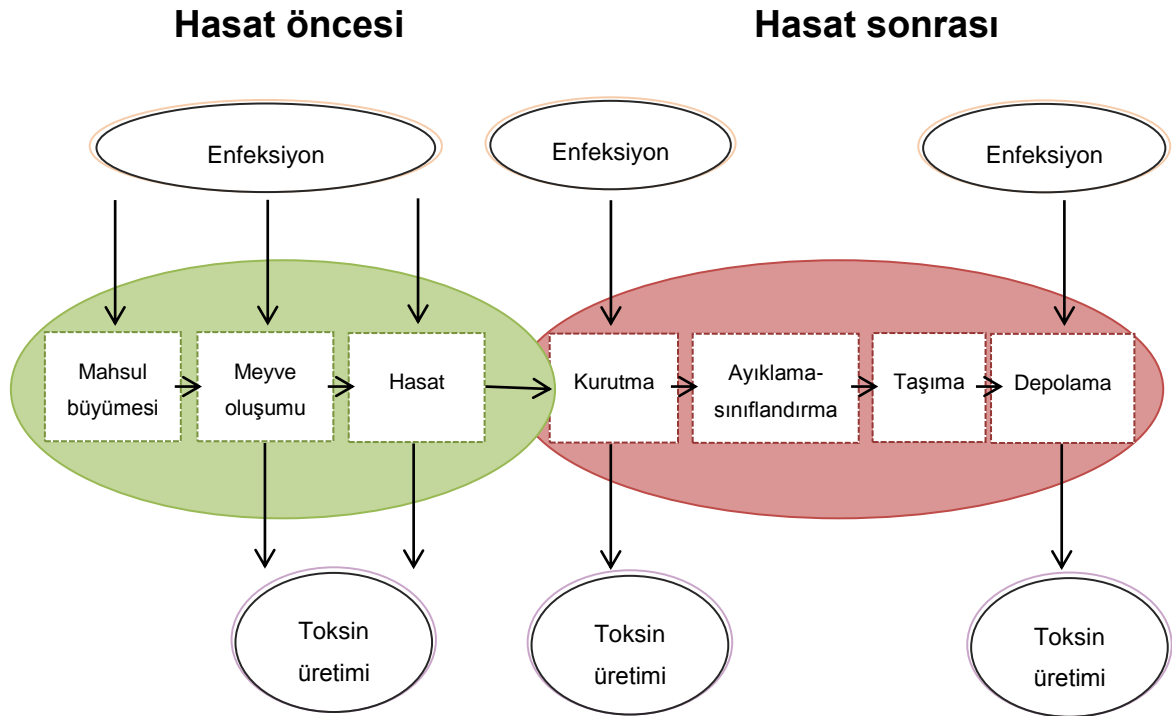 Hasat öncesi
Hasat sonrası
Enfeksiyon
Enfeksiyon
Enfeksiyon
Mahsul
büyümesi
Meyve
oluşumu
Hasat
Kurutma
Ayıklama-
sınıflandırma
Taşıma
Depolama
Toksin
üretimi
Toksin
üretimi
Toksin
üretimi